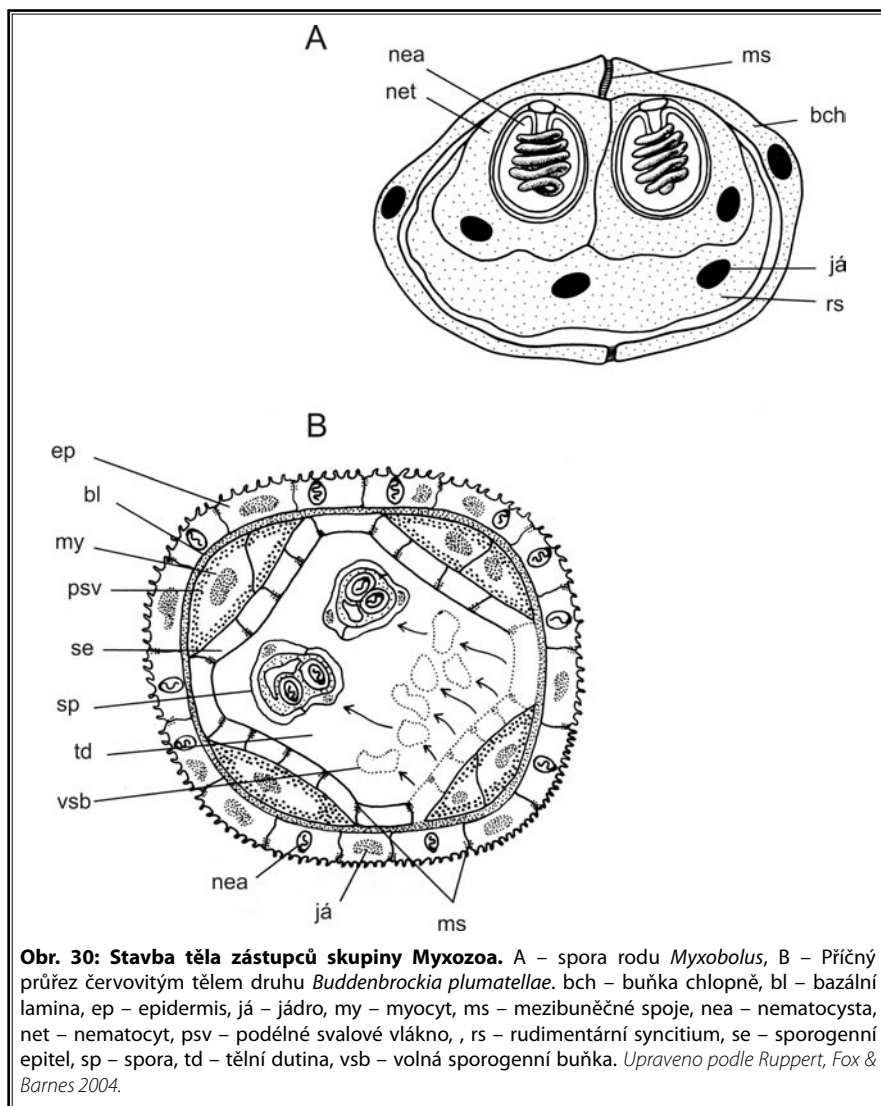 A
nea
ms
net
bch
já
rs
B
ep
bl
my
psv
se
sp
td
vsb
nea
já
ms
Obr. 30: Stavba těla zástupců skupiny Myxozoa. A – spora rodu Myxobolus, B – Příčný
průřez červovitým tělem druhu Buddenbrockia plumatellae. bch – buňka chlopně, bl – bazální
lamina, ep – epidermis, já – jádro, my – myocyt, ms – mezibuněčné spoje, nea – nematocysta,
net – nematocyt, psv – podélné svalové vlákno, , rs – rudimentární syncitium, se – sporogenní
epitel, sp – spora, td – tělní dutina, vsb – volná sporogenní buňka. Upraveno podle Ruppert, Fox &
Barnes 2004.